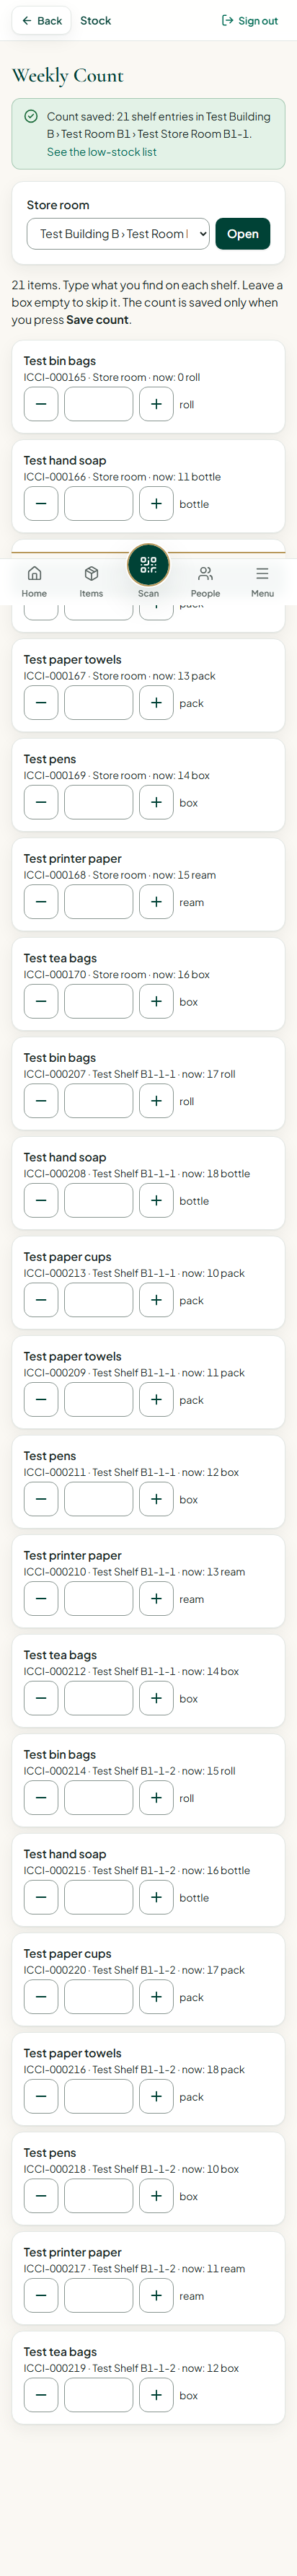 Back
Stock
Sign out
Weekly Count
Count saved: 21 shelf entries in Test Building
B › Test Room B1 › Test Store Room B1-1.
See the low-stock list
Store room
Test Building B › Test Room
Open
21 items. Type what you find on each shelf. Leave a
box empty to skip it. The count is saved only when
you press Save count.
Test bin bags
ICCI-000165 · Store room · now: 0 roll
roll
Test hand soap
ICCI-000166 · Store room · now: 11 bottle
bottle
Home
Items
Scan
People
Menu
Test paper towels
ICCI-000167 · Store room · now: 13 pack
pack
Test pens
ICCI-000169 · Store room · now: 14 box
box
Test printer paper
ICCI-000168 · Store room · now: 15 ream
ream
Test tea bags
ICCI-000170 · Store room · now: 16 box
box
Test bin bags
ICCI-000207 · Test Shelf B1-1-1 · now: 17 roll
roll
Test hand soap
ICCI-000208 · Test Shelf B1-1-1 · now: 18 bottle
bottle
Test paper cups
ICCI-000213 · Test Shelf B1-1-1 · now: 10 pack
pack
Test paper towels
ICCI-000209 · Test Shelf B1-1-1 · now: 11 pack
pack
Test pens
ICCI-000211 · Test Shelf B1-1-1 · now: 12 box
box
Test printer paper
ICCI-000210 · Test Shelf B1-1-1 · now: 13 ream
ream
Test tea bags
ICCI-000212 · Test Shelf B1-1-1 · now: 14 box
box
Test bin bags
ICCI-000214 · Test Shelf B1-1-2 · now: 15 roll
roll
Test hand soap
ICCI-000215 · Test Shelf B1-1-2 · now: 16 bottle
bottle
Test paper cups
ICCI-000220 · Test Shelf B1-1-2 · now: 17 pack
pack
Test paper towels
ICCI-000216 · Test Shelf B1-1-2 · now: 18 pack
pack
Test pens
ICCI-000218 · Test Shelf B1-1-2 · now: 10 box
box
Test printer paper
ICCI-000217 · Test Shelf B1-1-2 · now: 11 ream
ream
Test tea bags
ICCI-000219 · Test Shelf B1-1-2 · now: 12 box
box